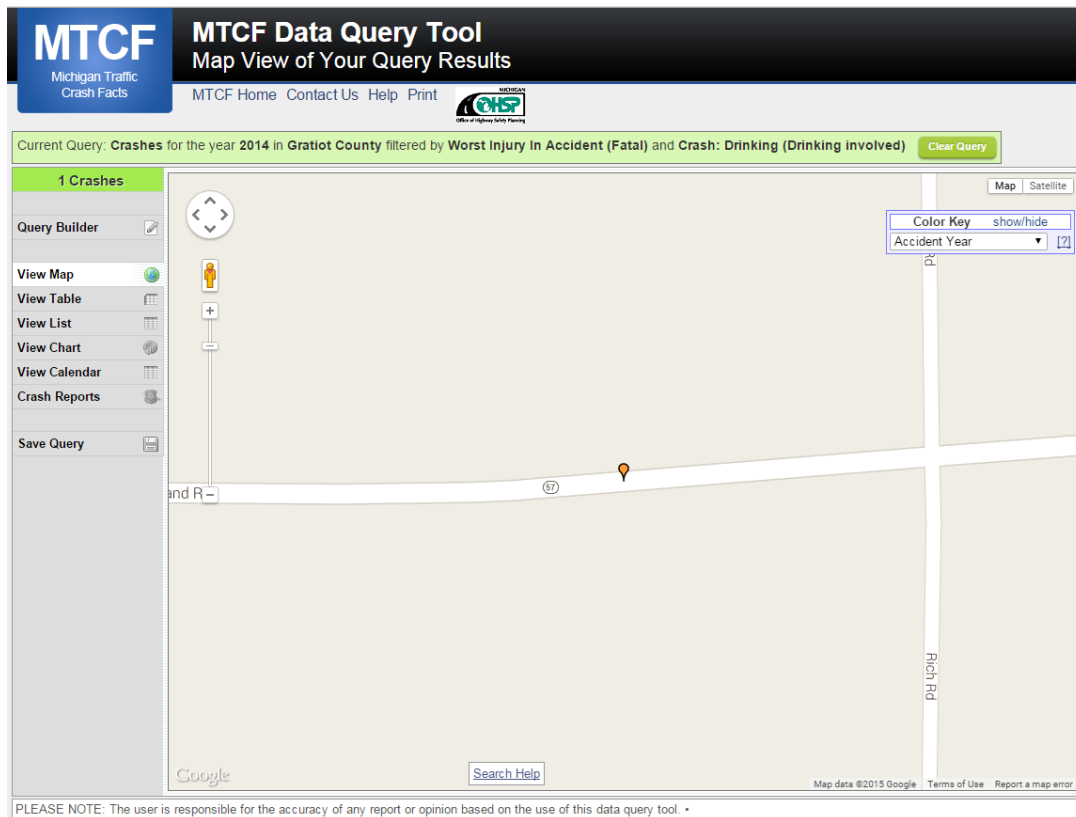 MTCF
Michigan Traffic
Crash Facts
MTCF Data Query Tool
Map View of Your Query Results
MTCF Home Contact Us Help Print
MICHIGAN
OHSP
Office of Highway Safety Planning
Current Query: Crashes for the year 2014 in Gratiot County filtered by Worst Injury In Accident (Fatal) and Crash: Drinking (Drinking involved) Clear Query
1 Crashes
Query Builder
View Map
View Table
View List
View Chart
View Calendar
Crash Reports
Save Query
Map Satellite
Color Key show/hide
Accident Year [?]
Rd
and R
57
Rich Rd
Google
Search Help
Map data ©2015 Google Terms of Use Report a map error
PLEASE NOTE: The user is responsible for the accuracy of any report or opinion based on the use of this data query tool. •